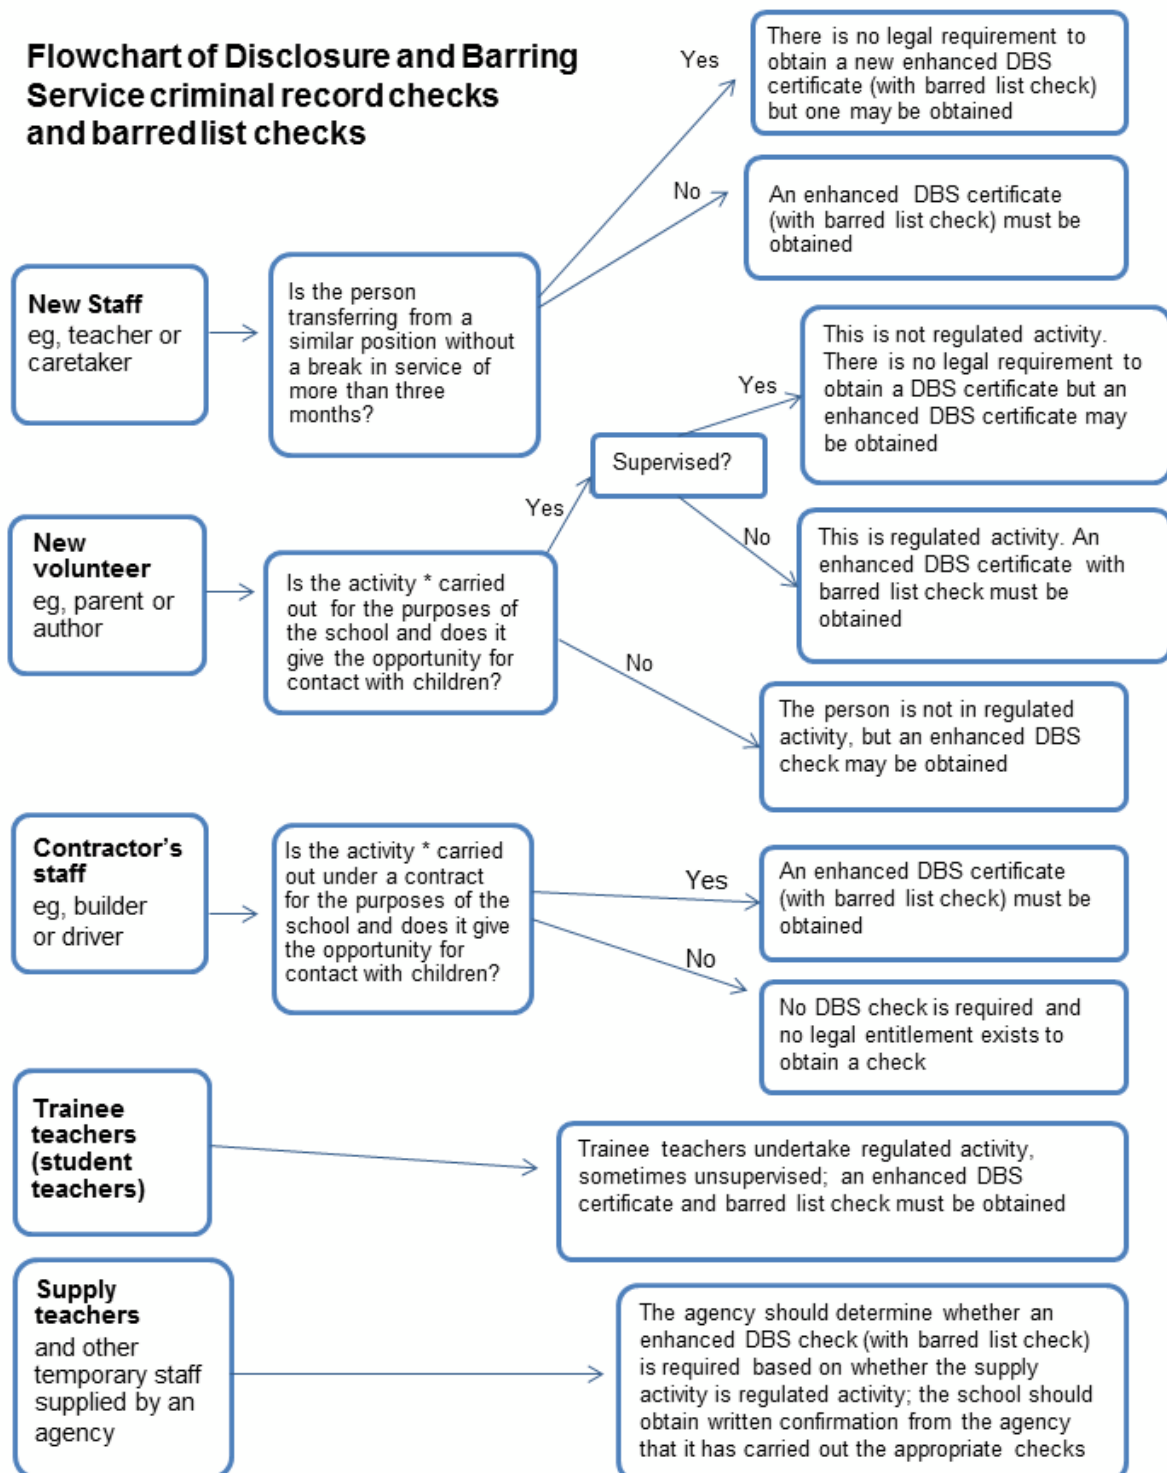 Flowchart of Disclosure and Barring
Service criminal record checks
and barred list checks
New Staff
eg, teacher or
caretaker
Is the person
transferring from a
similar position without
a break in service of
more than three
months?
Yes
There is no legal requirement to
obtain a new enhanced DBS
certificate (with barred list check)
but one may be obtained
No
An enhanced DBS certificate
(with barred list check) must be
obtained
New
volunteer
eg, parent or
author
Is the activity * carried
out for the purposes of
the school and does it
give the opportunity for
contact with children?
Yes
Supervised?
Yes
This is not regulated activity.
There is no legal requirement to
obtain a DBS certificate but an
enhanced DBS certificate may
be obtained
No
This is regulated activity. An
enhanced DBS certificate with
barred list check must be
obtained
No
The person is not in regulated
activity, but an enhanced DBS
check may be obtained
Contractor's
staff
eg, builder
or driver
Is the activity * carried
out under a contract
for the purposes of the
school and does it give
the opportunity for
contact with children?
Yes
An enhanced DBS certificate
(with barred list check) must be
obtained
No
No DBS check is required and
no legal entitlement exists to
obtain a check
Trainee
teachers
(student
teachers)
Trainee teachers undertake regulated activity,
sometimes unsupervised; an enhanced DBS
certificate and barred list check must be obtained
Supply
teachers
and other
temporary staff
supplied by an
agency
The agency should determine whether an
enhanced DBS check (with barred list check)
is required based on whether the supply
activity is regulated activity; the school should
obtain written confirmation from the agency
that it has carried out the appropriate checks